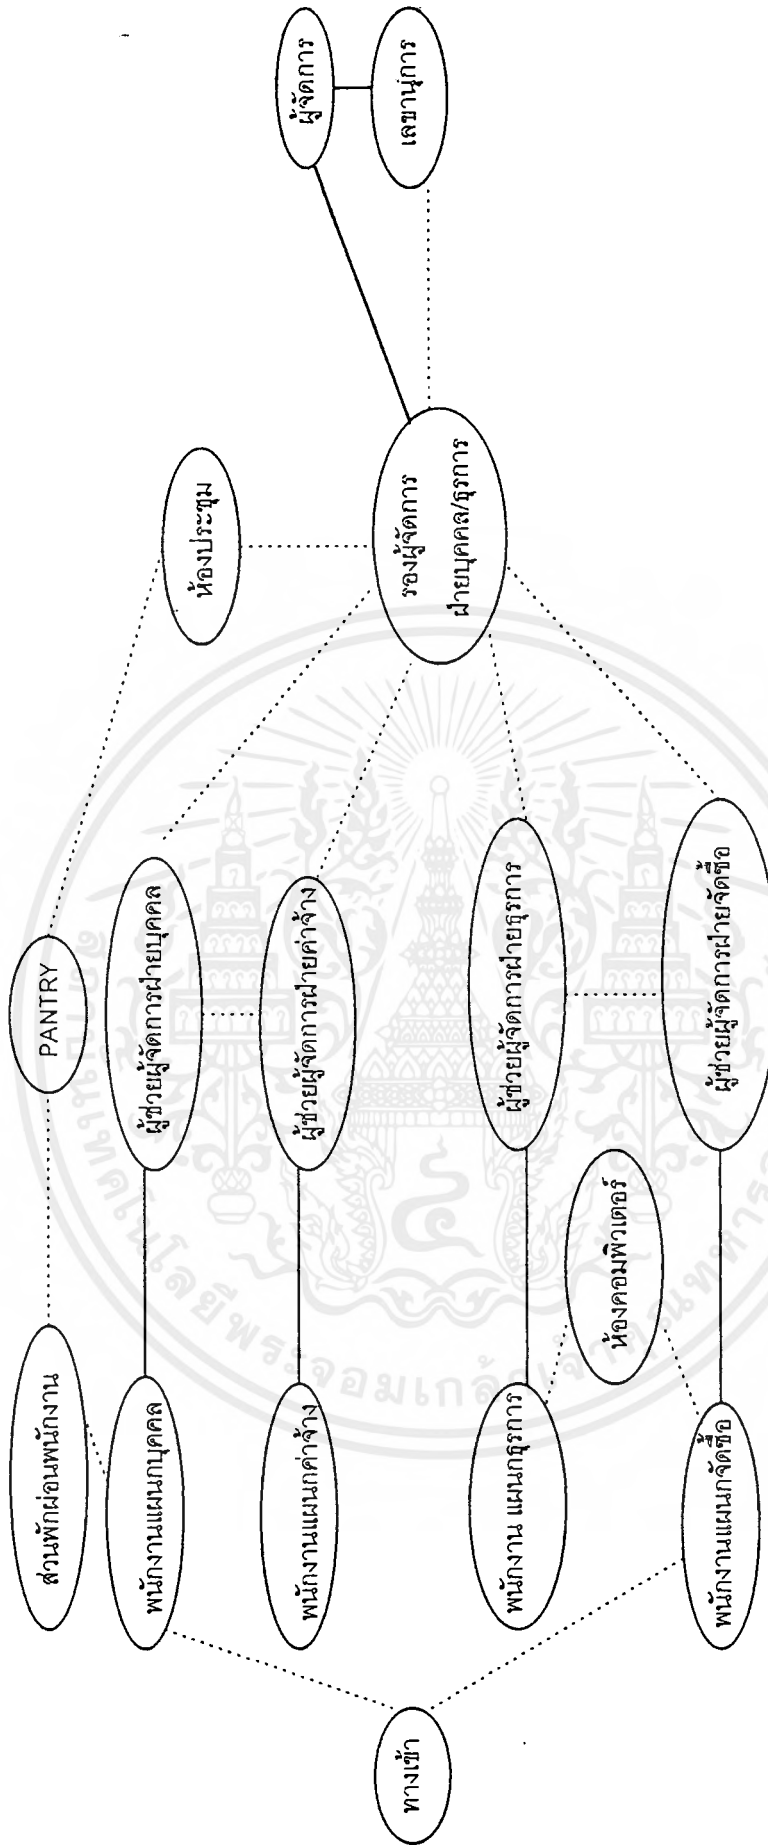 ผู้จัดการ
เลขานุการ
ห้องประชุม
รองผู้จัดการ
ฝ่ายบุคคล/ธุรการ
PANTRY
ผู้ช่วยผู้จัดการฝ่ายบุคคล
ผู้ช่วยผู้จัดการฝ่ายค่าจ้าง
ผู้ช่วยผู้จัดการฝ่ายธุรการ
ผู้ช่วยผู้จัดการฝ่ายจัดซื้อ
ห้องคอมพิวเตอร์
ส่วนพักผ่อนพนักงาน
พนักงานแผนกบุคคล
พนักงานแผนกค่าจ้าง
พนักงาน แผนกธุรการ
พนักงานแผนกจัดซื้อ
ทางเข้า